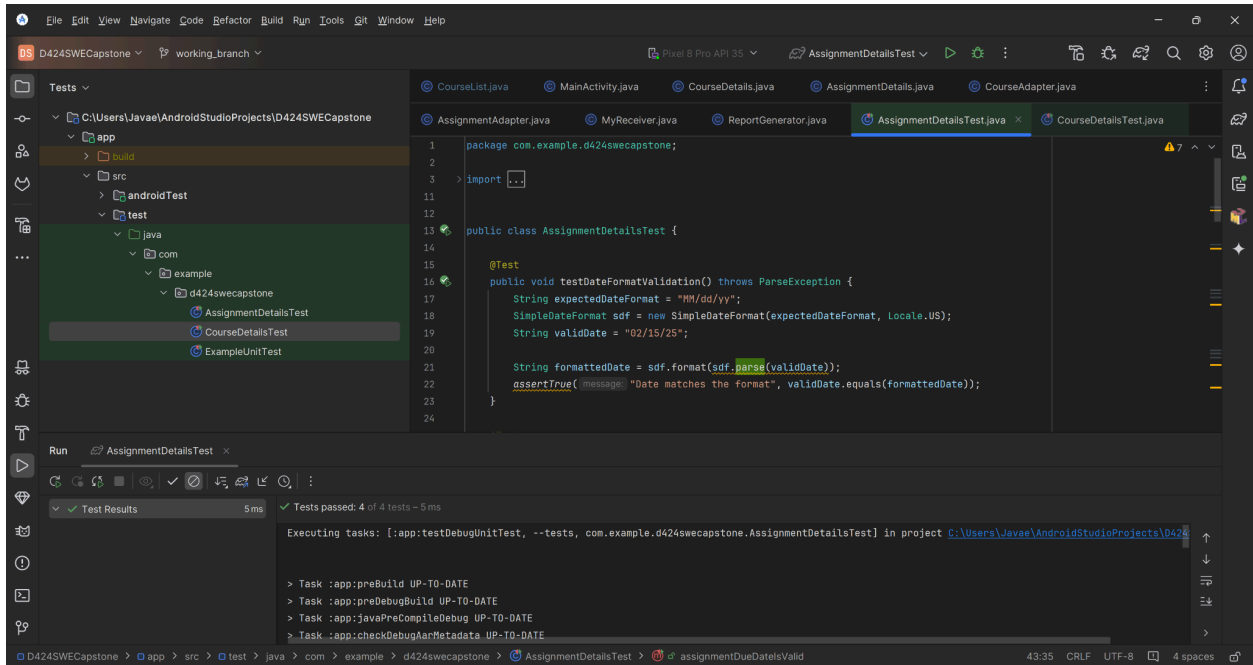 File Edit View Navigate Code Refactor Build Run Tools Git Window Help
DS D424SWECapstone working_branch Pixel 8 Pro API 35 AssignmentDetailsTest
Tests
CourseList.java MainActivity.java CourseDetails.java AssignmentDetails.java CourseAdapter.java
AssignmentAdapter.java MyReceiver.java ReportGenerator.java AssignmentDetailsTest.java CourseDetailsTest.java
C:\Users\Javae\AndroidStudioProjects\D424SWECapstone
app
build
src
androidTest
test
java
com
example
d424swecapstone
AssignmentDetailsTest
CourseDetailsTest
ExampleUnitTest
7
1 package com.example.d424swecapstone;
2
3 import ...
11
12
13 public class AssignmentDetailsTest {
14
15 @Test
16 public void testDateFormatValidation() throws ParseException {
17 String expectedDateFormat = "MM/dd/yy";
18 SimpleDateFormat sdf = new SimpleDateFormat(expectedDateFormat, Locale.US);
19 String validDate = "02/15/25";
20
21 String formattedDate = sdf.format(sdf.parse(validDate));
22 assertTrue( message: "Date matches the format", validDate.equals(formattedDate));
23 }
24
Run AssignmentDetailsTest
Test Results 5 ms
Tests passed: 4 of 4 tests – 5 ms
Executing tasks: [:app:testDebugUnitTest, --tests, com.example.d424swecapstone.AssignmentDetailsTest] in project C:\Users\Javae\AndroidStudioProjects\D424
> Task :app:preBuild UP-TO-DATE
> Task :app:preDebugBuild UP-TO-DATE
> Task :app:javaPreCompileDebug UP-TO-DATE
> Task :app:checkDebugAarMetadata UP-TO-DATE
D424SWECapstone > app > src > test > java > com > example > d424swecapstone > AssignmentDetailsTest > assignmentDueDateIsValid 43:35 CRLF UTF-8 4 spaces